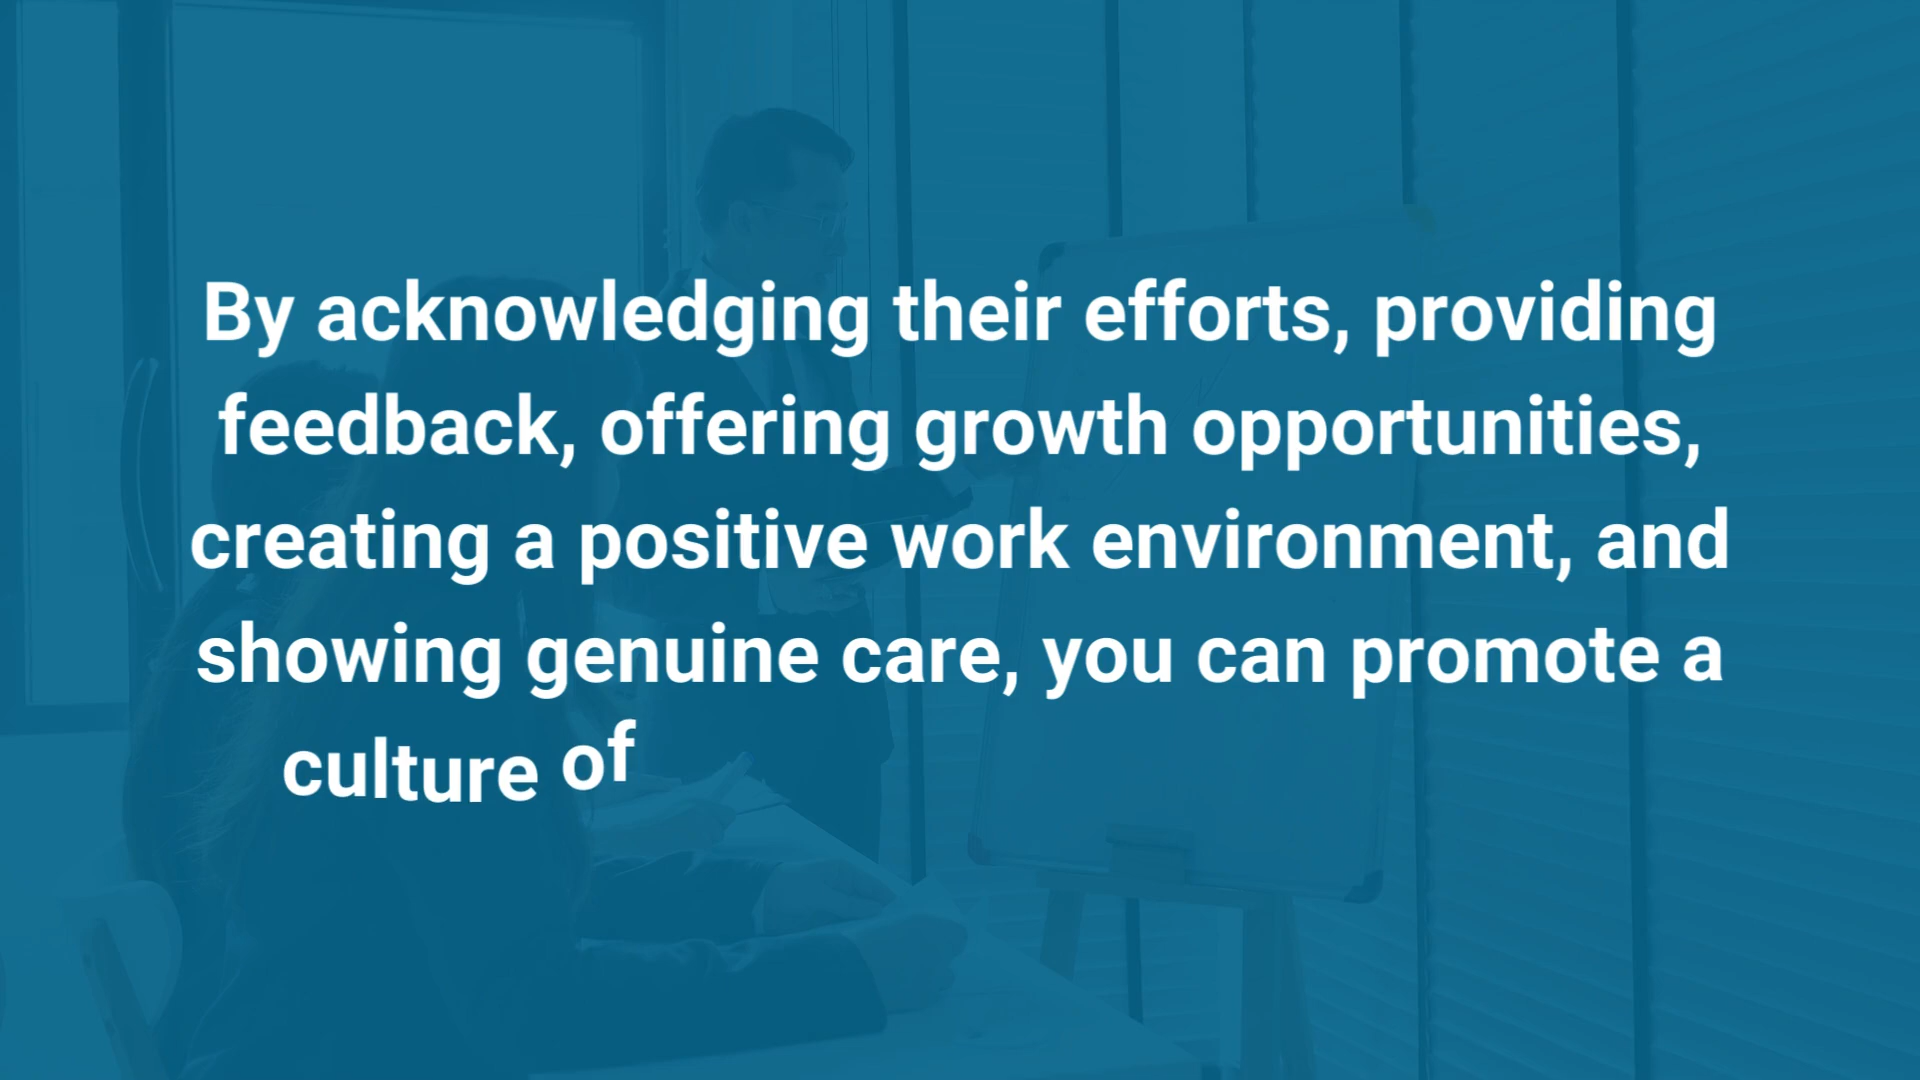 By acknowledging their efforts, providing
feedback, offering growth opportunities,
creating a positive work environment, and
showing genuine care, you can promote a
culture of